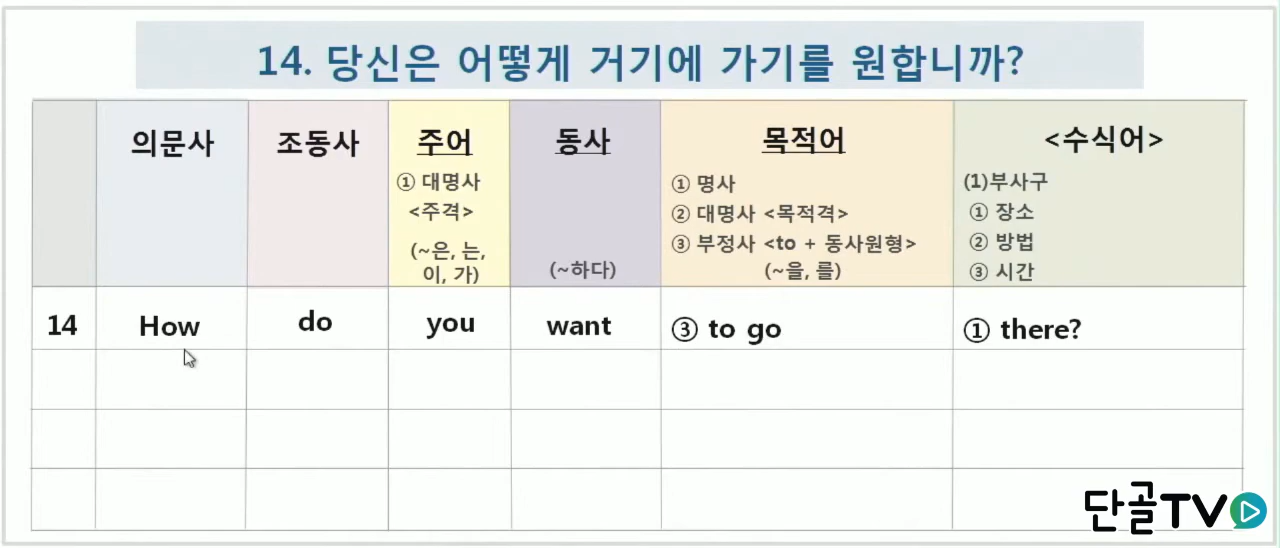 14. 당신은 어떻게 거기에 가기를 원합니까?
의문사 조동사 주어 동사 목적어 <수식어>
① 대명사
<주격>
(~은, 는,
이, 가)
(~하다)
① 명사
② 대명사 <목적격>
③ 부정사 <to + 동사원형>
(~을, 를)
(1)부사구
① 장소
② 방법
③ 시간
14 How do you want ③ to go ① there?
단골TV